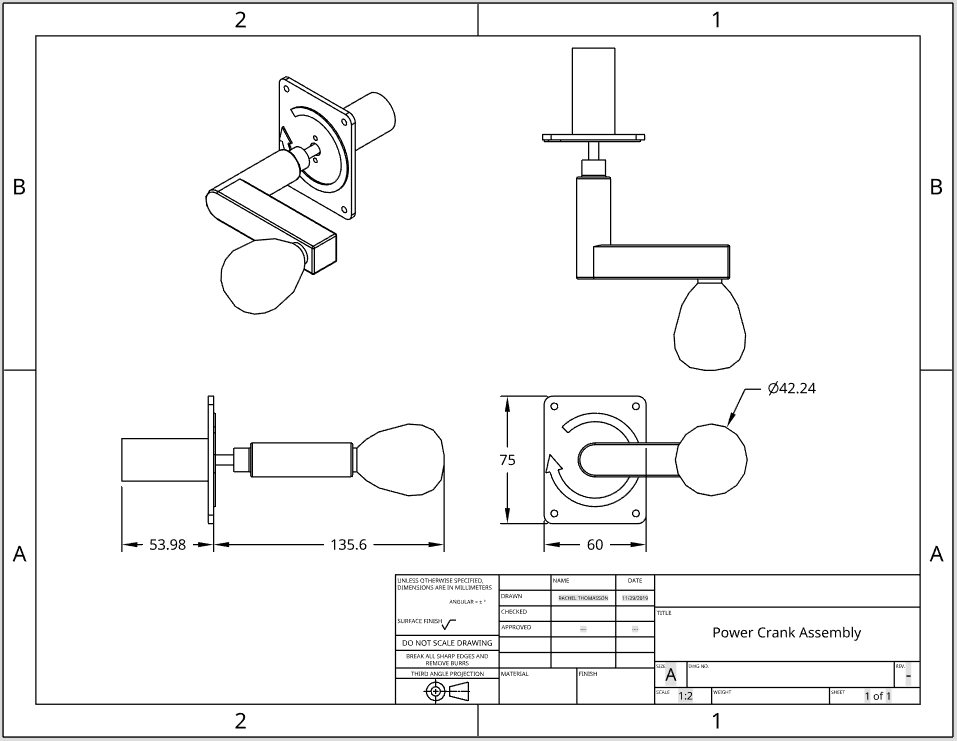 2 1
B B
Ø42.24
75
53.98 135.6 60
A A
UNLESS OTHERWISE SPECIFIED,
DIMENSIONS ARE IN MILLIMETERS
ANGULAR = ± °
SURFACE FINISH
DO NOT SCALE DRAWING
BREAK ALL SHARP EDGES AND
REMOVE BURRS
THIRD ANGLE PROJECTION
NAME DATE
DRAWN RACHEL THOMASSON 11/29/2019
CHECKED
APPROVED
MATERIAL FINISH
TITLE
Power Crank Assembly
SIZE A DWG NO. REV. -
SCALE 1:2 WEIGHT SHEET 1 of 1
2 1